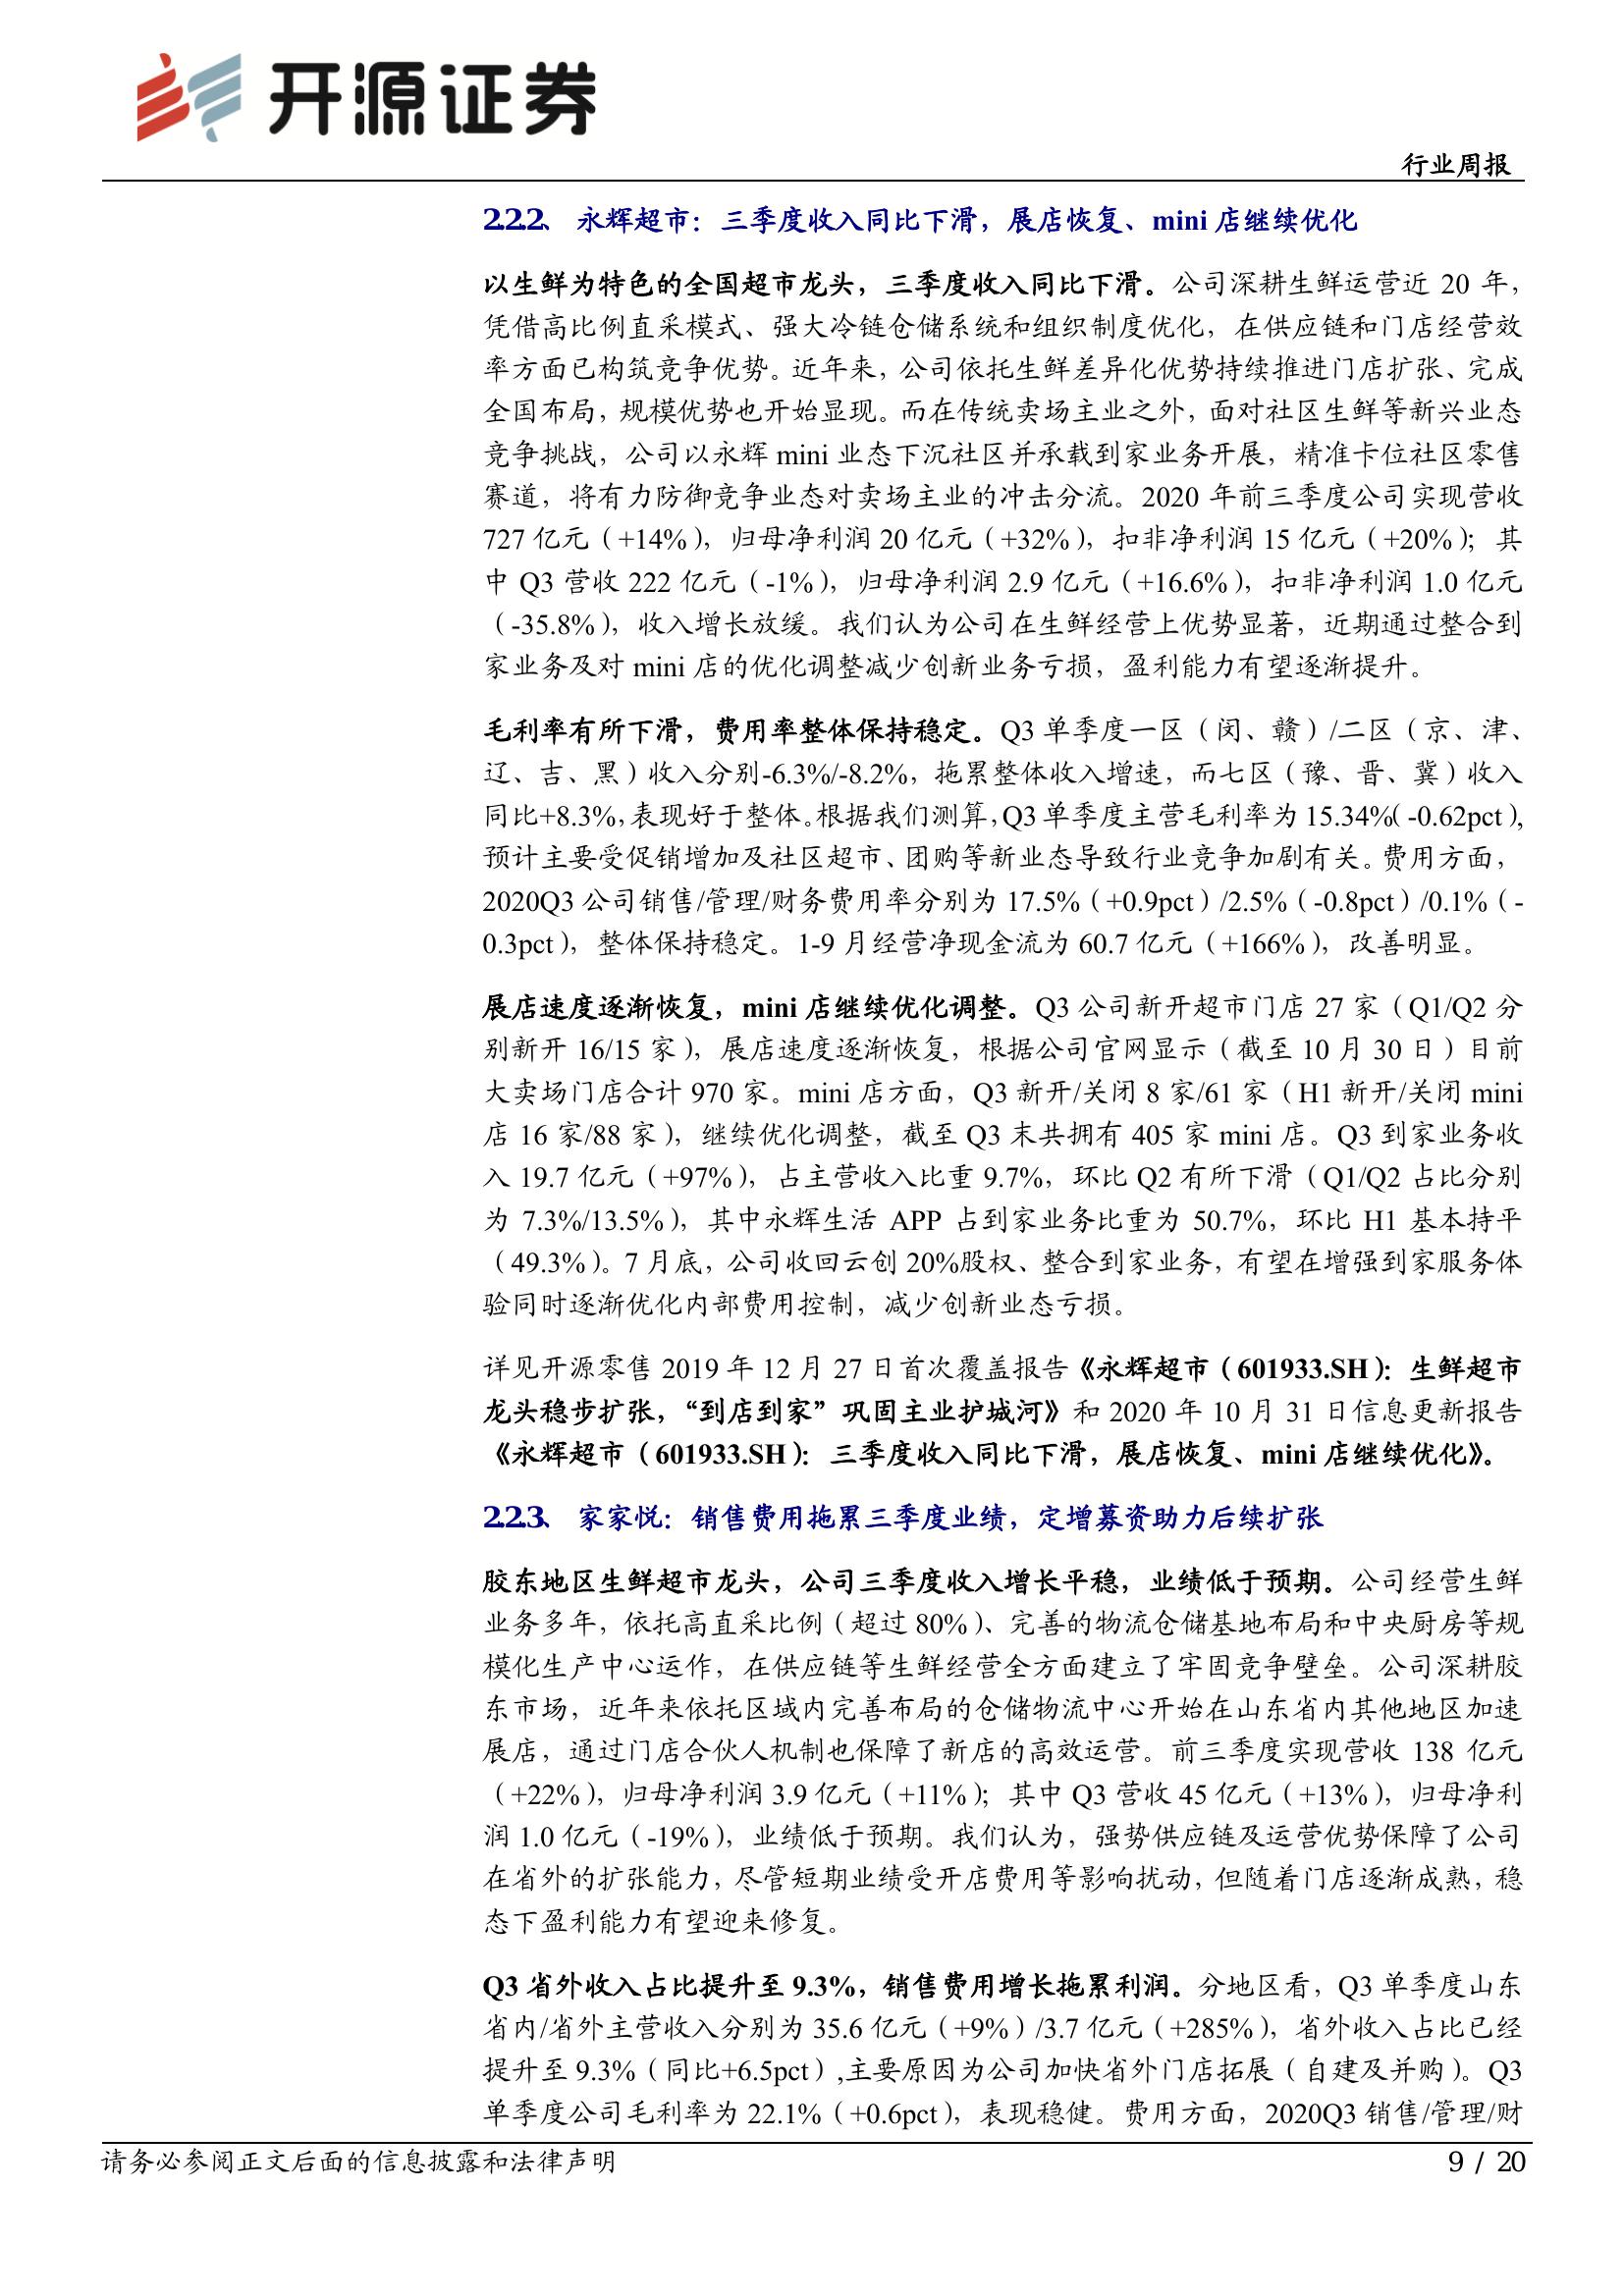 开源证券
行业周报
2.2.2、 永辉超市：三季度收入同比下滑，展店恢复、mini 店继续优化
以生鲜为特色的全国超市龙头，三季度收入同比下滑。公司深耕生鲜运营近 20 年，
凭借高比例直采模式、强大冷链仓储系统和组织制度优化，在供应链和门店经营效
率方面已构筑竞争优势。近年来，公司依托生鲜差异化优势持续推进门店扩张、完成
全国布局，规模优势也开始显现。而在传统卖场主业之外，面对社区生鲜等新兴业态
竞争挑战，公司以永辉 mini 业态下沉社区并承载到家业务开展，精准卡位社区零售
赛道，将有力防御竞争业态对卖场主业的冲击分流。2020 年前三季度公司实现营收
727 亿元（+14%），归母净利润 20 亿元（+32%），扣非净利润 15 亿元（+20%）；其
中 Q3 营收 222 亿元（-1%），归母净利润 2.9 亿元（+16.6%），扣非净利润 1.0 亿元
（-35.8%），收入增长放缓。我们认为公司在生鲜经营上优势显著，近期通过整合到
家业务及对 mini 店的优化调整减少创新业务亏损，盈利能力有望逐渐提升。
毛利率有所下滑，费用率整体保持稳定。Q3 单季度一区（闵、赣）/二区（京、津、
辽、吉、黑）收入分别-6.3%/-8.2%，拖累整体收入增速，而七区（豫、晋、冀）收入
同比+8.3%，表现好于整体。根据我们测算，Q3 单季度主营毛利率为 15.34%（-0.62pct），
预计主要受促销增加及社区超市、团购等新业态导致行业竞争加剧有关。费用方面，
2020Q3 公司销售/管理/财务费用率分别为 17.5%（+0.9pct）/2.5%（-0.8pct）/0.1%（-
0.3pct），整体保持稳定。1-9 月经营净现金流为 60.7 亿元（+166%），改善明显。
展店速度逐渐恢复，mini 店继续优化调整。Q3 公司新开超市门店 27 家（Q1/Q2 分
别新开 16/15 家），展店速度逐渐恢复，根据公司官网显示（截至 10 月 30 日）目前
大卖场门店合计 970 家。mini 店方面，Q3 新开/关闭 8 家/61 家（H1 新开/关闭 mini
店 16 家/88 家），继续优化调整，截至 Q3 末共拥有 405 家 mini 店。Q3 到家业务收
入 19.7 亿元（+97%），占主营收入比重 9.7%，环比 Q2 有所下滑（Q1/Q2 占比分别
为 7.3%/13.5%），其中永辉生活 APP 占到家业务比重为 50.7%，环比 H1 基本持平
（49.3%）。7 月底，公司收回云创 20%股权、整合到家业务，有望在增强到家服务体
验同时逐渐优化内部费用控制，减少创新业态亏损。
详见开源零售 2019 年 12 月 27 日首次覆盖报告《永辉超市（601933.SH）：生鲜超市
龙头稳步扩张，“到店到家”巩固主业护城河》和 2020 年 10 月 31 日信息更新报告
《永辉超市（601933.SH）：三季度收入同比下滑，展店恢复、mini 店继续优化》。
2.2.3、 家家悦：销售费用拖累三季度业绩，定增募资助力后续扩张
胶东地区生鲜超市龙头，公司三季度收入增长平稳，业绩低于预期。公司经营生鲜
业务多年，依托高直采比例（超过 80%）、完善的物流仓储基地布局和中央厨房等规
模化生产中心运作，在供应链等生鲜经营全方面建立了牢固竞争壁垒。公司深耕胶
东市场，近年来依托区域内完善布局的仓储物流中心开始在山东省内其他地区加速
展店，通过门店合伙人机制也保障了新店的高效运营。前三季度实现营收 138 亿元
（+22%），归母净利润 3.9 亿元（+11%）；其中 Q3 营收 45 亿元（+13%），归母净利
润 1.0 亿元（-19%），业绩低于预期。我们认为，强势供应链及运营优势保障了公司
在省外的扩张能力，尽管短期业绩受开店费用等影响扰动，但随着门店逐渐成熟，稳
态下盈利能力有望迎来修复。
Q3 省外收入占比提升至 9.3%，销售费用增长拖累利润。分地区看，Q3 单季度山东
省内/省外主营收入分别为 35.6 亿元（+9%）/3.7 亿元（+285%），省外收入占比已经
提升至 9.3%（同比+6.5pct）,主要原因为公司加快省外门店拓展（自建及并购）。Q3
单季度公司毛利率为 22.1%（+0.6pct），表现稳健。费用方面，2020Q3 销售/管理/财
请务必参阅正文后面的信息披露和法律声明
9 / 20